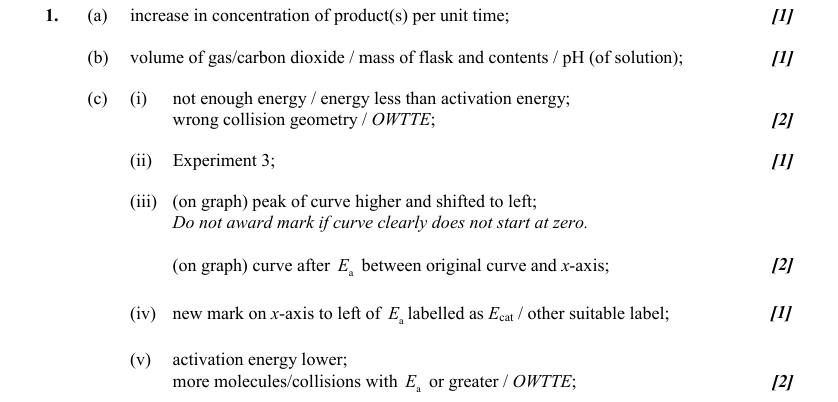 1. (a) increase in concentration of product(s) per unit time; [1]
(b) volume of gas/carbon dioxide / mass of flask and contents / pH (of solution); [1]
(c) (i) not enough energy / energy less than activation energy;
wrong collision geometry / OWTTE; [2]
(ii) Experiment 3; [1]
(iii) (on graph) peak of curve higher and shifted to left;
Do not award mark if curve clearly does not start at zero.
(on graph) curve after Ea between original curve and x-axis; [2]
(iv) new mark on x-axis to left of Ea labelled as Ecat / other suitable label; [1]
(v) activation energy lower;
more molecules/collisions with Ea or greater / OWTTE; [2]